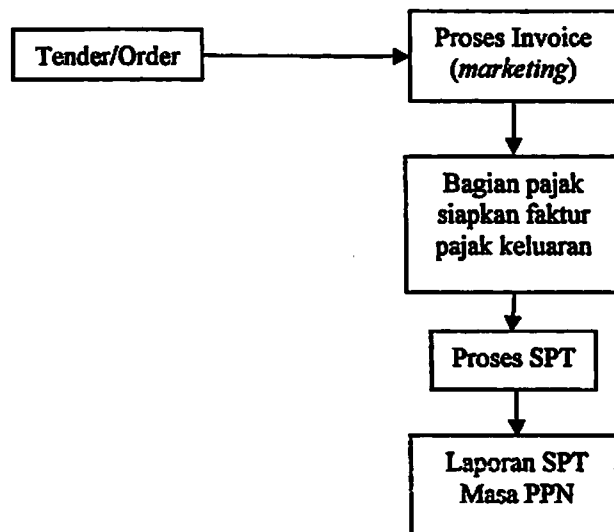 Tender/Order
Proses Invoice
(marketing)
Bagian pajak
siapkan faktur
pajak keluaran
Proses SPT
Laporan SPT
Masa PPN